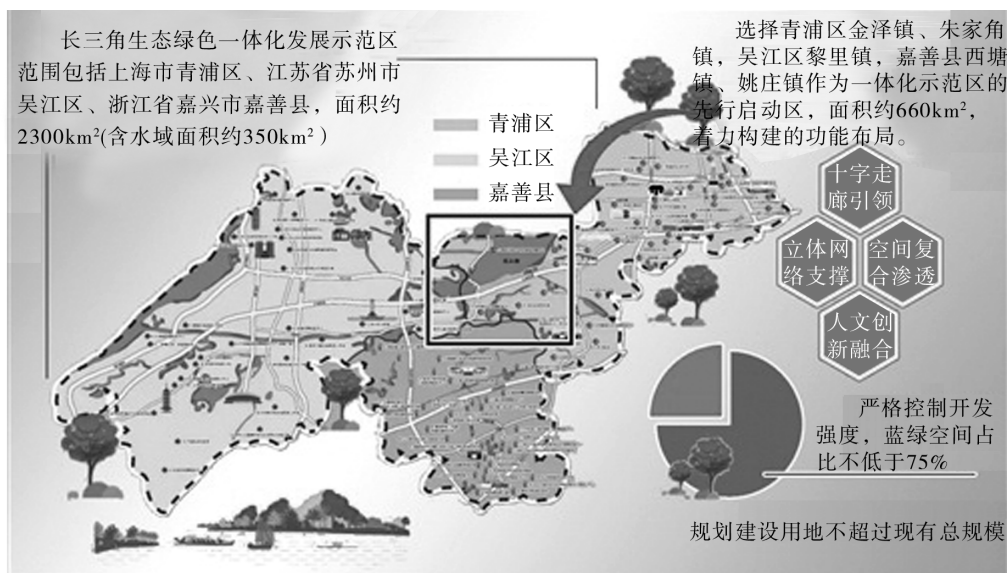 长三角生态绿色一体化发展示范区
范围包括上海市青浦区、江苏省苏州市
吴江区、浙江省嘉兴市嘉善县，面积约
2300km²(含水域面积约350km²）
选择青浦区金泽镇、朱家角
镇，吴江区黎里镇，嘉善县西塘
镇、姚庄镇作为一体化示范区的
先行启动区，面积约660km²，
着力构建的功能布局。
青浦区
吴江区
嘉善县
十字走
廊引领
立体网
络支撑
空间复
合渗透
人文创
新融合
严格控制开发
强度，蓝绿空间占
比不低于75%
规划建设用地不超过现有总规模